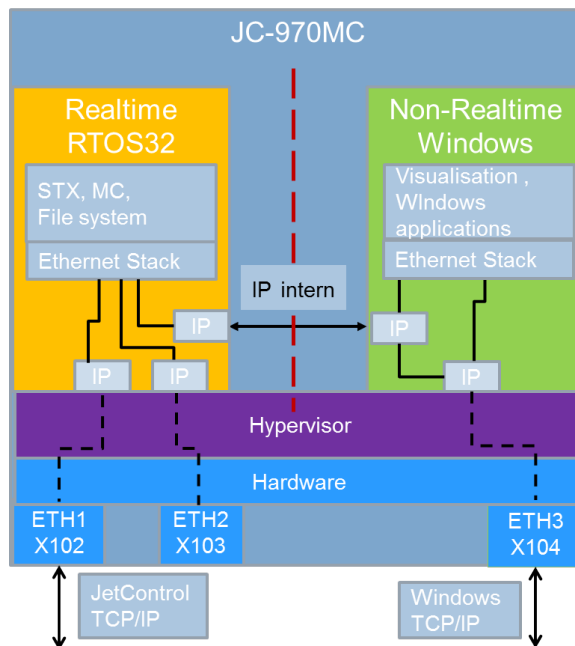 JC-970MC
Realtime
RTOS32
STX, MC,
File system
Ethernet Stack
IP
IP
IP
IP intern
Non-Realtime
Windows
Visualisation ,
WIndows
applications
Ethernet Stack
IP
IP
Hypervisor
Hardware
ETH1
X102
ETH2
X103
ETH3
X104
JetControl
TCP/IP
Windows
TCP/IP